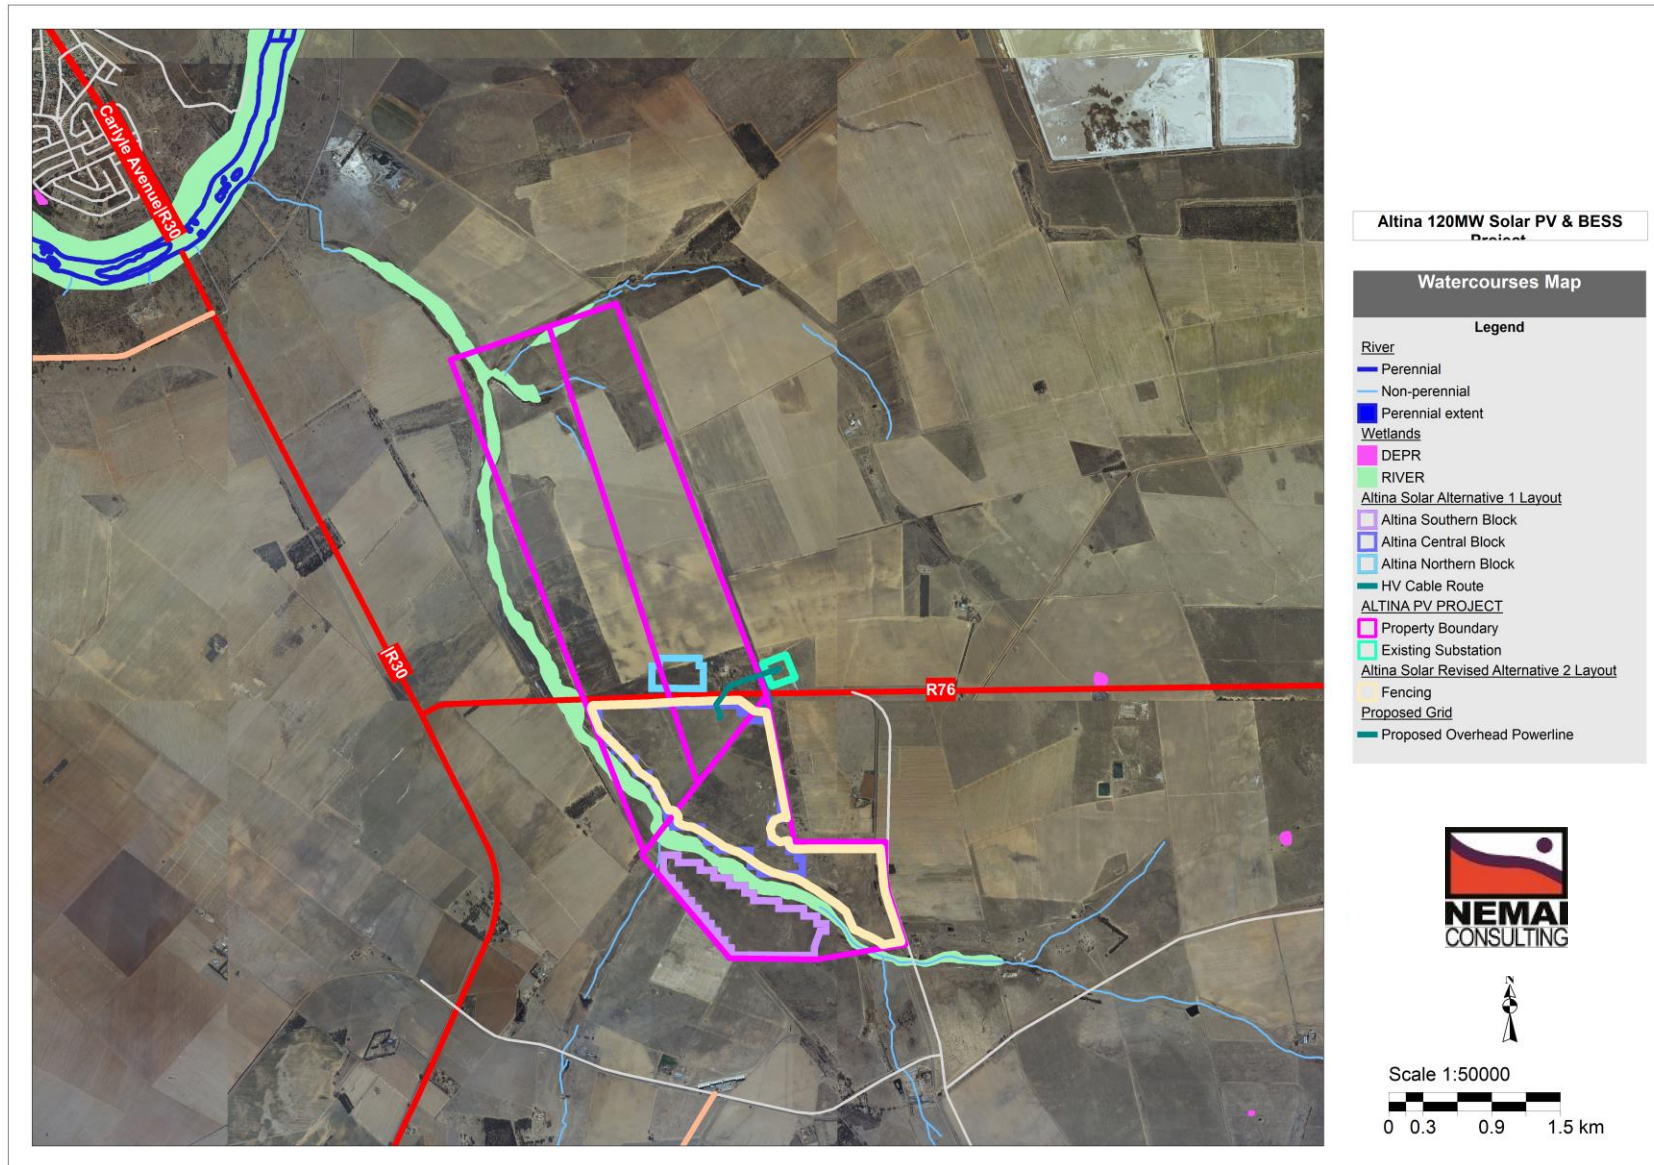 Carlyle Avenue|R30
|R30
R76
Altina 120MW Solar PV & BESS
Project
Watercourses Map
Legend
River
Perennial
Non-perennial
Perennial extent
Wetlands
DEPR
RIVER
Altina Solar Alternative 1 Layout
Altina Southern Block
Altina Central Block
Altina Northern Block
HV Cable Route
ALTINA PV PROJECT
Property Boundary
Existing Substation
Altina Solar Revised Alternative 2 Layout
Fencing
Proposed Grid
Proposed Overhead Powerline
NEMAI
CONSULTING
N
Scale 1:50000
0 0.3 0.9 1.5 km